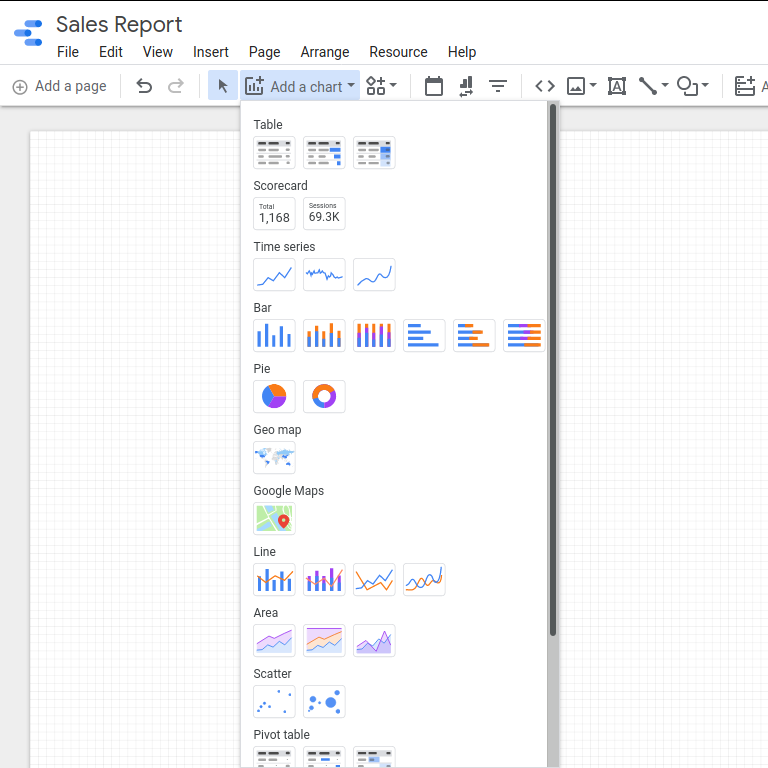 Sales Report
File Edit View Insert Page Arrange Resource Help
Add a page Add a chart A
Table
Scorecard
Total Sessions
1,168 69.3K
Time series
Bar
Pie
Geo map
Google Maps
Line
Area
Scatter
Pivot table